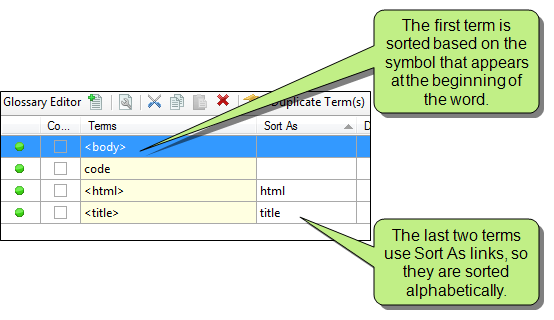 The first term is
sorted based on the
symbol that appears
at the beginning of
the word.
Glossary Editor Duplicate Term(s)
Co... Terms Sort As D
<body>
code
<html> html
<title> title
The last two terms
use Sort As links, so
they are sorted
alphabetically.